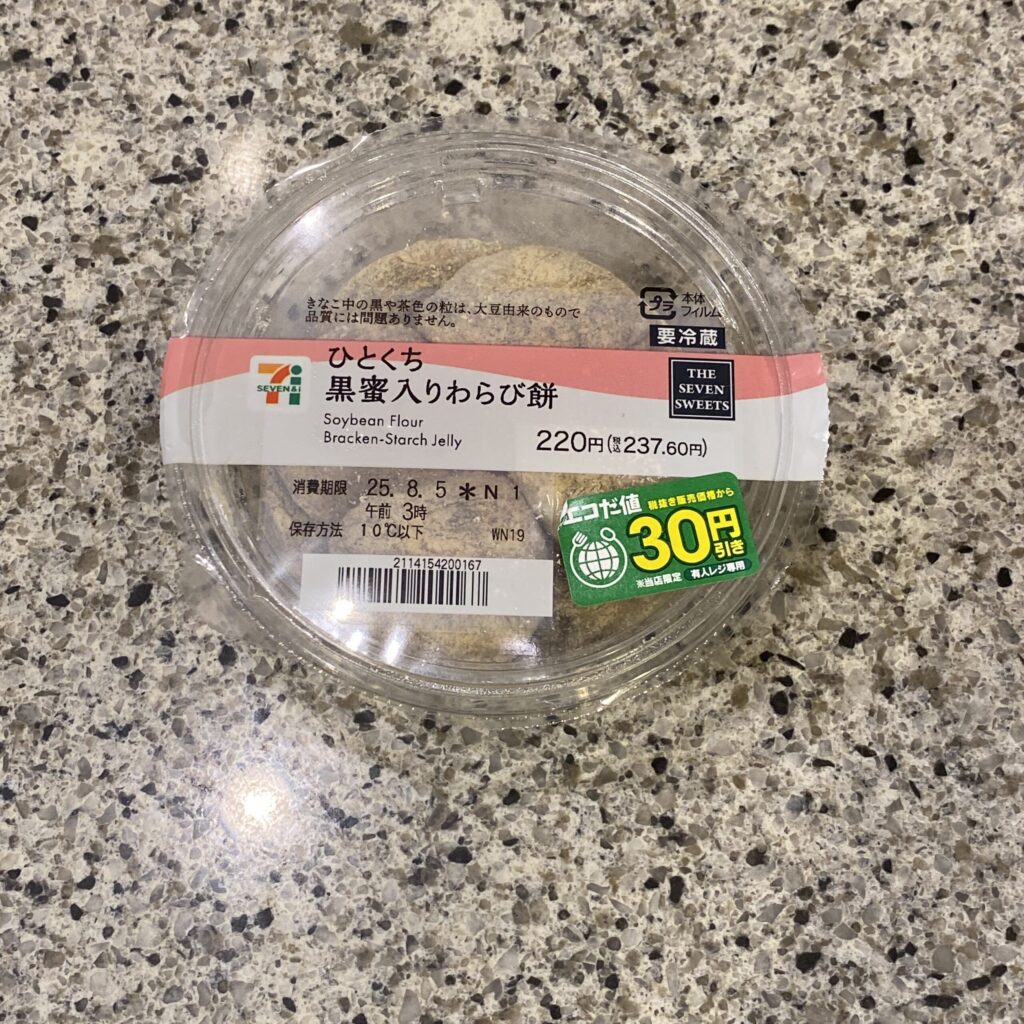 きなこ中の黒や茶色の粒は、大豆由来のもので
品質には問題ありません。
プラ
本体
フィルム
要冷蔵
SEVEN&i
ひとくち
黒蜜入りわらび餅
Soybean Flour
Bracken-Starch Jelly
THE
SEVEN
SWEETS
220円(税込237.60円)
消費期限 25.8.5 *N 1
午前 3時
保存方法 10℃以下 WN19
2114154200167
エコだ値 税抜き販売価格から
30円引き
※当店限定 有人レジ専用